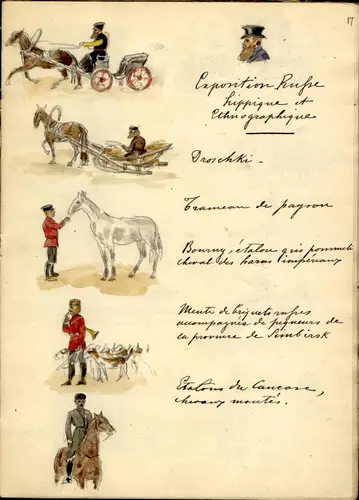 17
Exposition Russe
hippique et
Ethnographique
Droschki.
Traineau de paysan
Bourny, étalon gris pommelé
cheval des haras impériaux
Meute de briquets russes
accompagnés de piqueurs de
la province de Simbirsk
Etalons du Caucase,
chevaux montés.